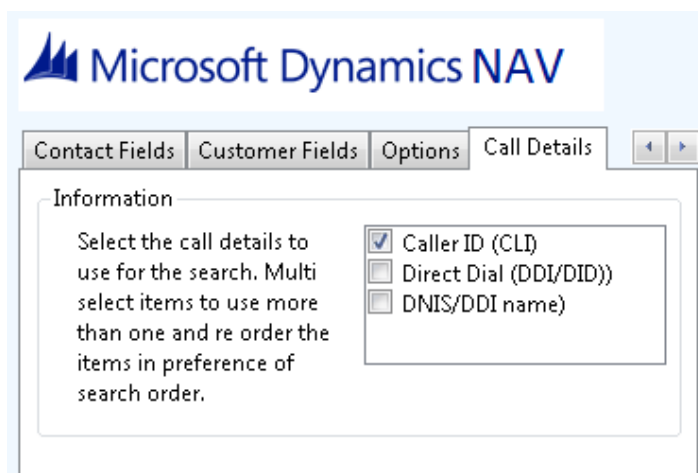 Microsoft Dynamics NAV
Contact Fields Customer Fields Options Call Details
Information
Select the call details to
use for the search. Multi
select items to use more
than one and re order the
items in preference of
search order.
Caller ID (CLI)
Direct Dial (DDI/DID))
DNIS/DDI name)